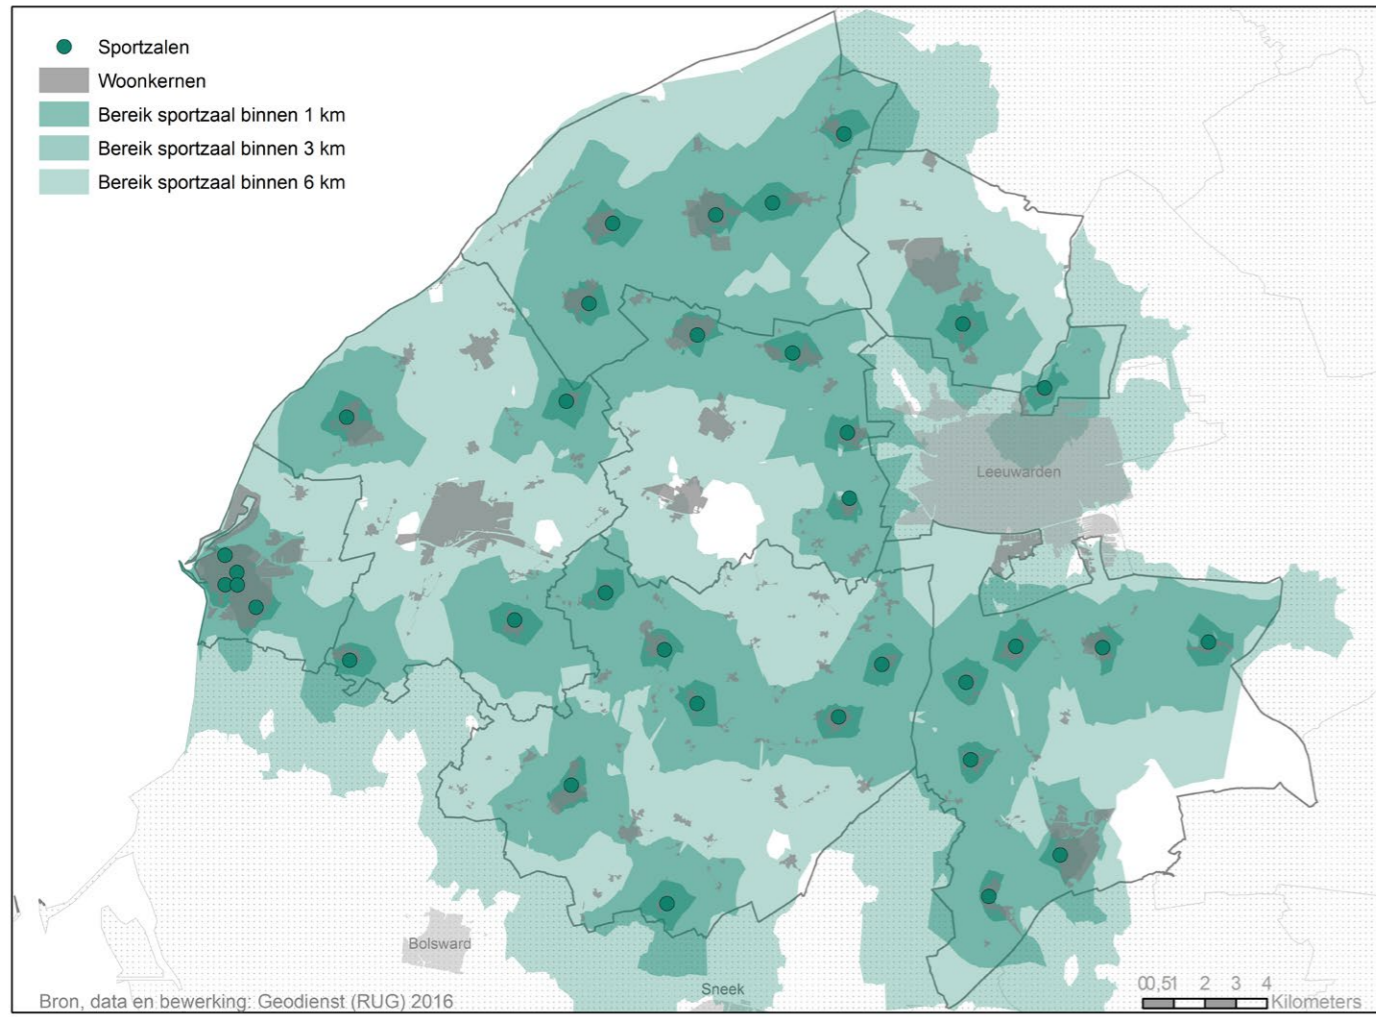 Sportzalen
Woonkernen
Bereik sportzaal binnen 1 km
Bereik sportzaal binnen 3 km
Bereik sportzaal binnen 6 km
Leeuwarden
Bolsward
Sneek
Bron, data en bewerking: Geodienst (RUG) 2016
00,51 2 3 4
Kilometers